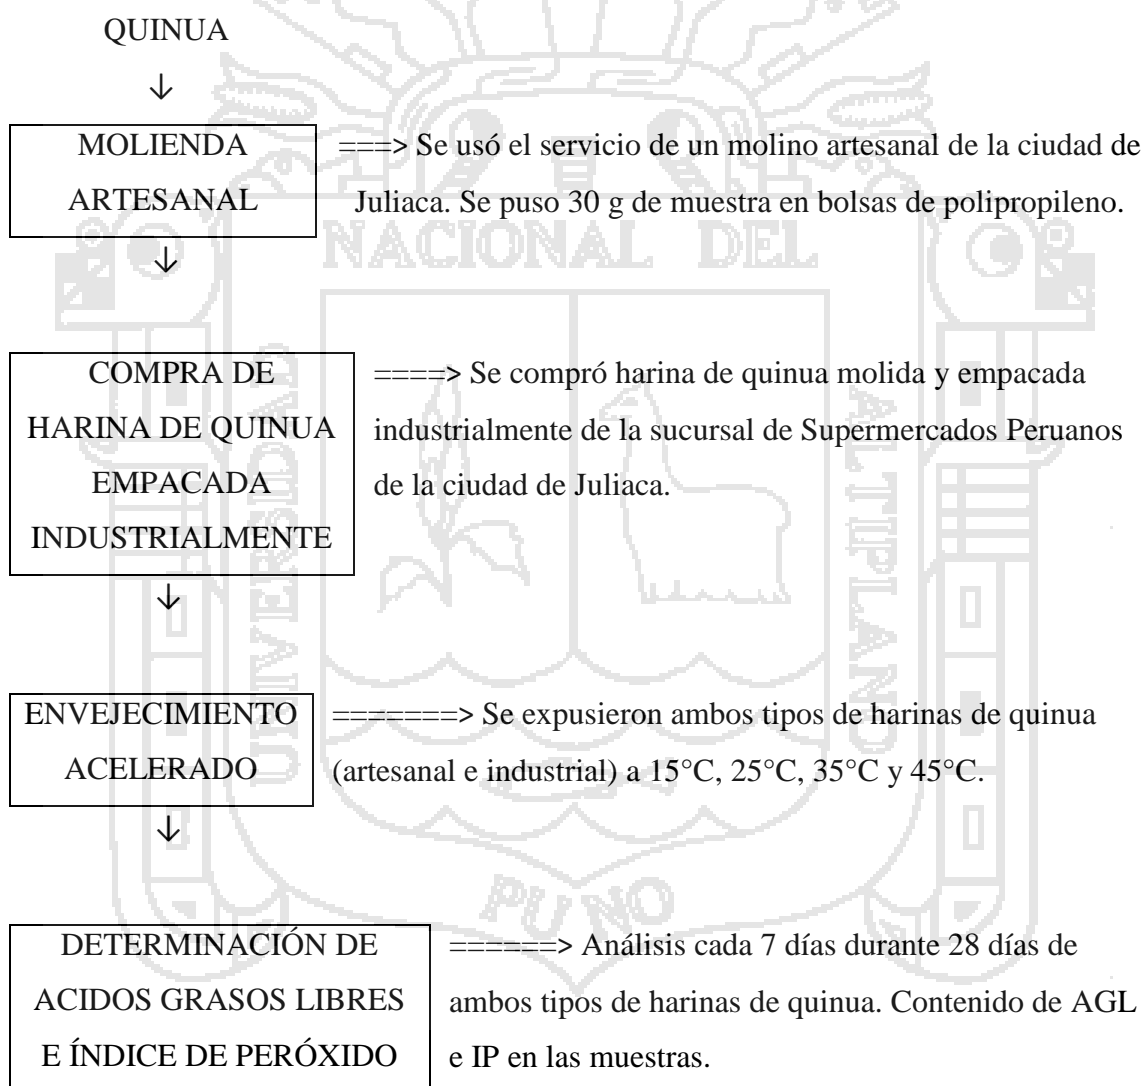 QUINUA
↓
MOLIENDA
ARTESANAL
===> Se usó el servicio de un molino artesanal de la ciudad de
Juliaca. Se puso 30 g de muestra en bolsas de polipropileno.
↓
COMPRA DE
HARINA DE QUINUA
EMPACADA
INDUSTRIALMENTE
====> Se compró harina de quinua molida y empacada
industrialmente de la sucursal de Supermercados Peruanos
de la ciudad de Juliaca.
↓
ENVEJECIMIENTO
ACELERADO
=======> Se expusieron ambos tipos de harinas de quinua
(artesanal e industrial) a 15°C, 25°C, 35°C y 45°C.
↓
DETERMINACIÓN DE
ACIDOS GRASOS LIBRES
E ÍNDICE DE PERÓXIDO
======> Análisis cada 7 días durante 28 días de
ambos tipos de harinas de quinua. Contenido de AGL
e IP en las muestras.
UNIVERSIDAD
NACIONAL DEL
ALTIPLANO
PUNO